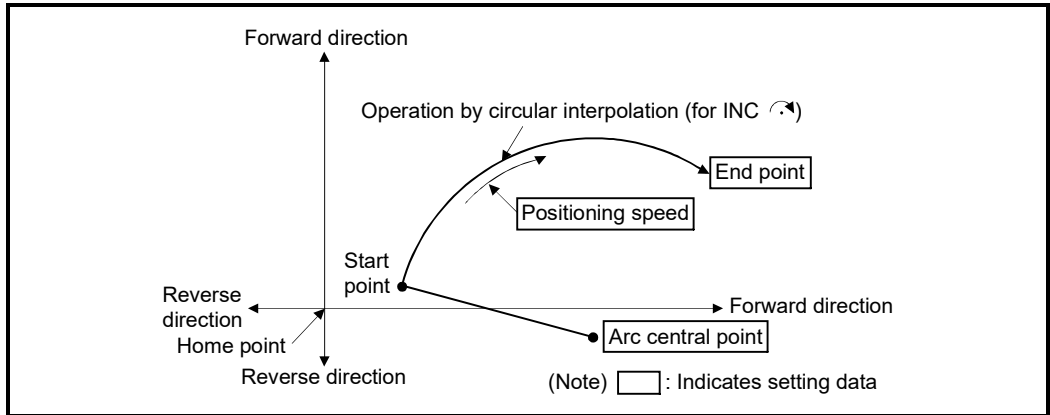 Forward direction
Operation by circular interpolation (for INC )
End point
Positioning speed
Start
point
Reverse
direction
Forward direction
Home point
Arc central point
Reverse direction
(Note) : Indicates setting data